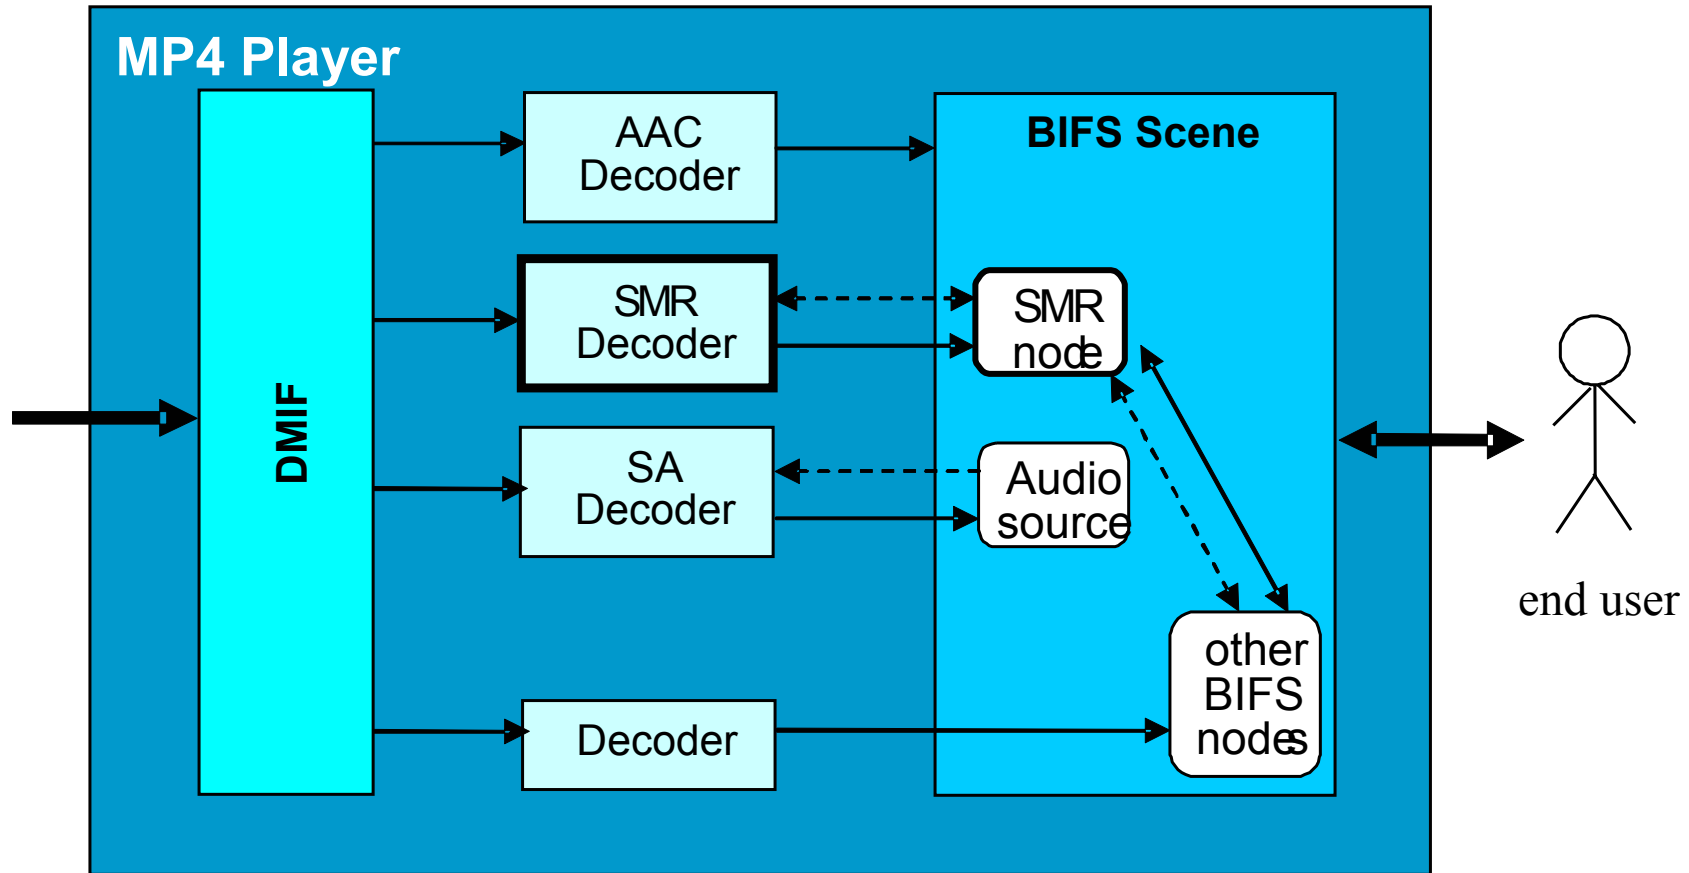 MP4 Player
DMIF
AAC
Decoder
SMR
Decoder
SA
Decoder
Decoder
BIFS Scene
SMR
node
Audio
source
other
BIFS
nodes
end user